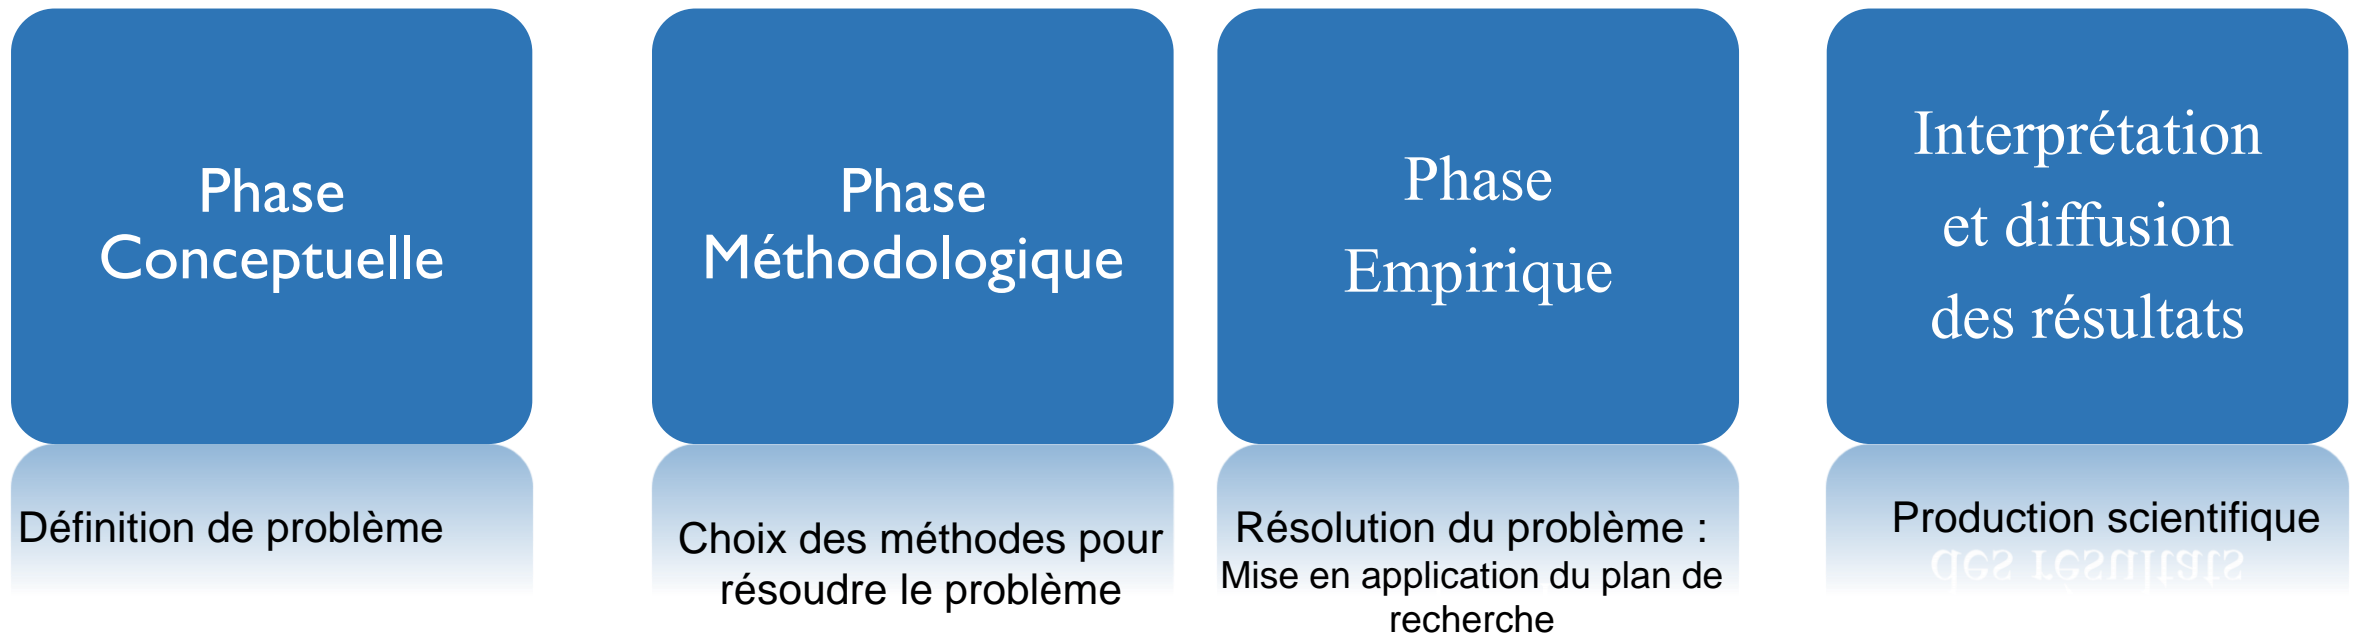 Phase
Conceptuelle
Définition de problème
Phase
Méthodologique
Choix des méthodes pour
résoudre le problème
Phase
Empirique
Résolution du problème :
Mise en application du plan de
recherche
Interprétation
et diffusion
des résultats
Production scientifique